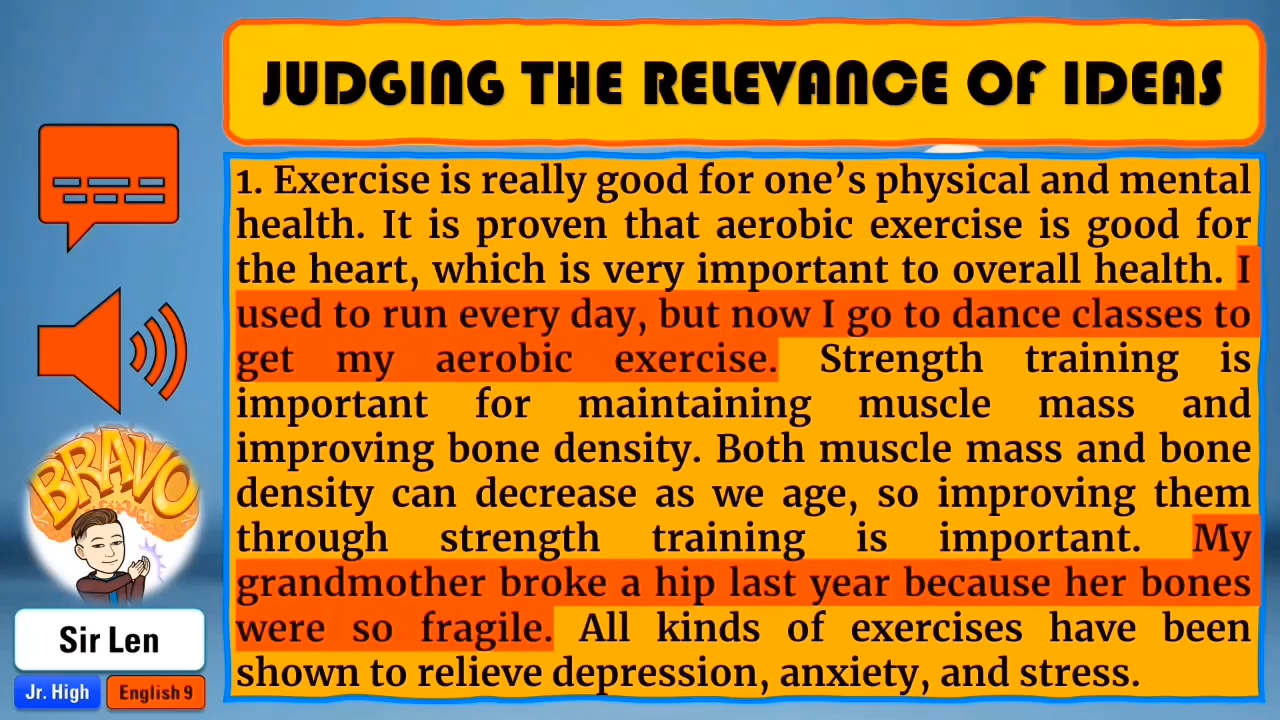 JUDGING THE RELEVANCE OF IDEAS
1. Exercise is really good for one’s physical and mental
health. It is proven that aerobic exercise is good for
the heart, which is very important to overall health. I
used to run every day, but now I go to dance classes to
get my aerobic exercise. Strength training is
important for maintaining muscle mass and
improving bone density. Both muscle mass and bone
density can decrease as we age, so improving them
through strength training is important. My
grandmother broke a hip last year because her bones
were so fragile. All kinds of exercises have been
shown to relieve depression, anxiety, and stress.
BRAVO
Sir Len
Jr. High
English 9